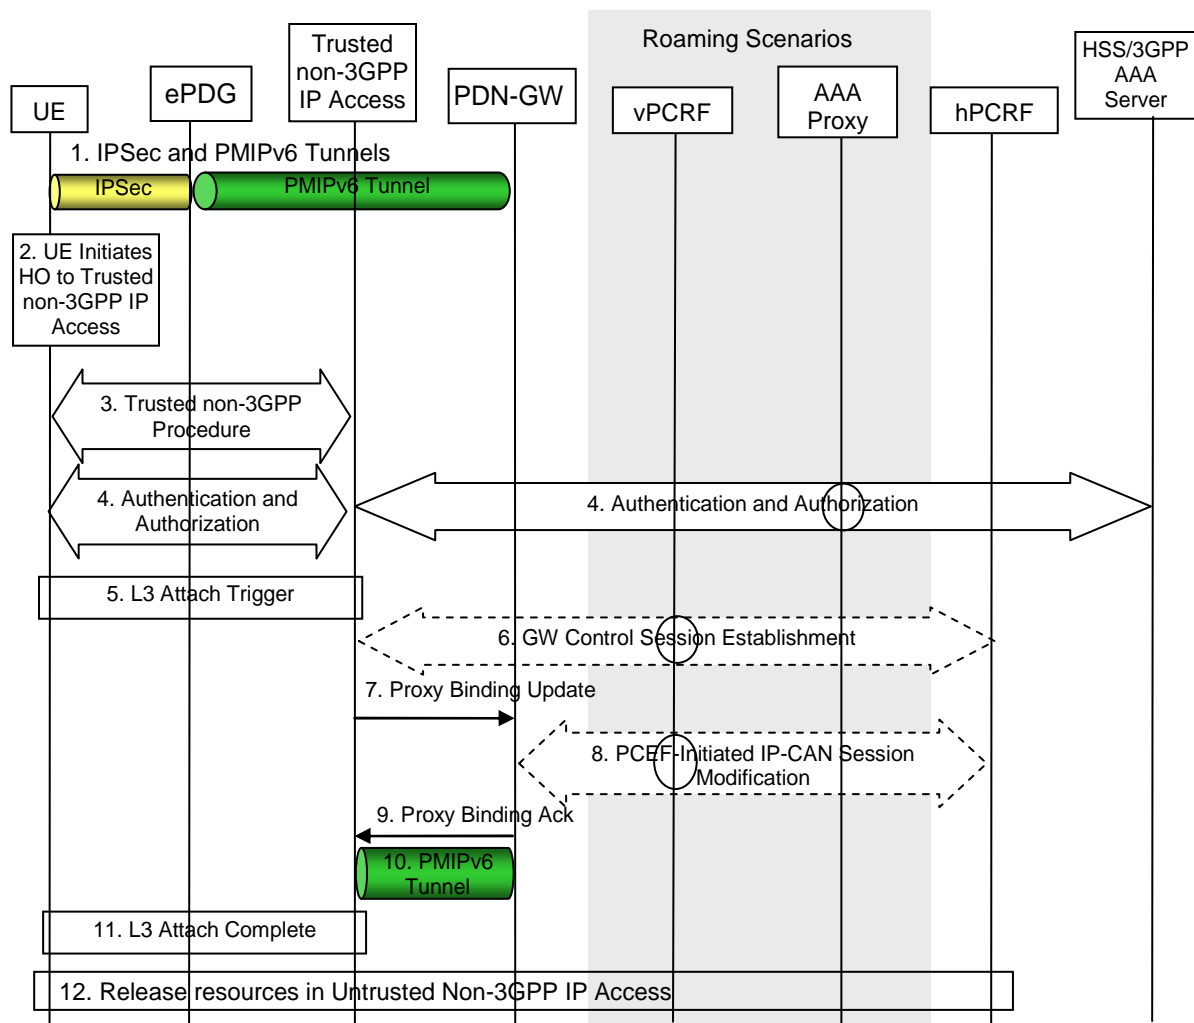 Roaming Scenarios
UE
ePDG
Trusted
non-3GPP
IP Access
PDN-GW
vPCRF
AAA
Proxy
hPCRF
HSS/3GPP
AAA
Server
1. IPSec and PMIPv6 Tunnels
IPSec
PMIPv6 Tunnel
2. UE Initiates
HO to Trusted
non-3GPP IP
Access
3. Trusted non-3GPP
Procedure
4. Authentication and
Authorization
4. Authentication and Authorization
5. L3 Attach Trigger
6. GW Control Session Establishment
7. Proxy Binding Update
8. PCEF-Initiated IP-CAN Session
Modification
9. Proxy Binding Ack
10. PMIPv6
Tunnel
11. L3 Attach Complete
12. Release resources in Untrusted Non-3GPP IP Access